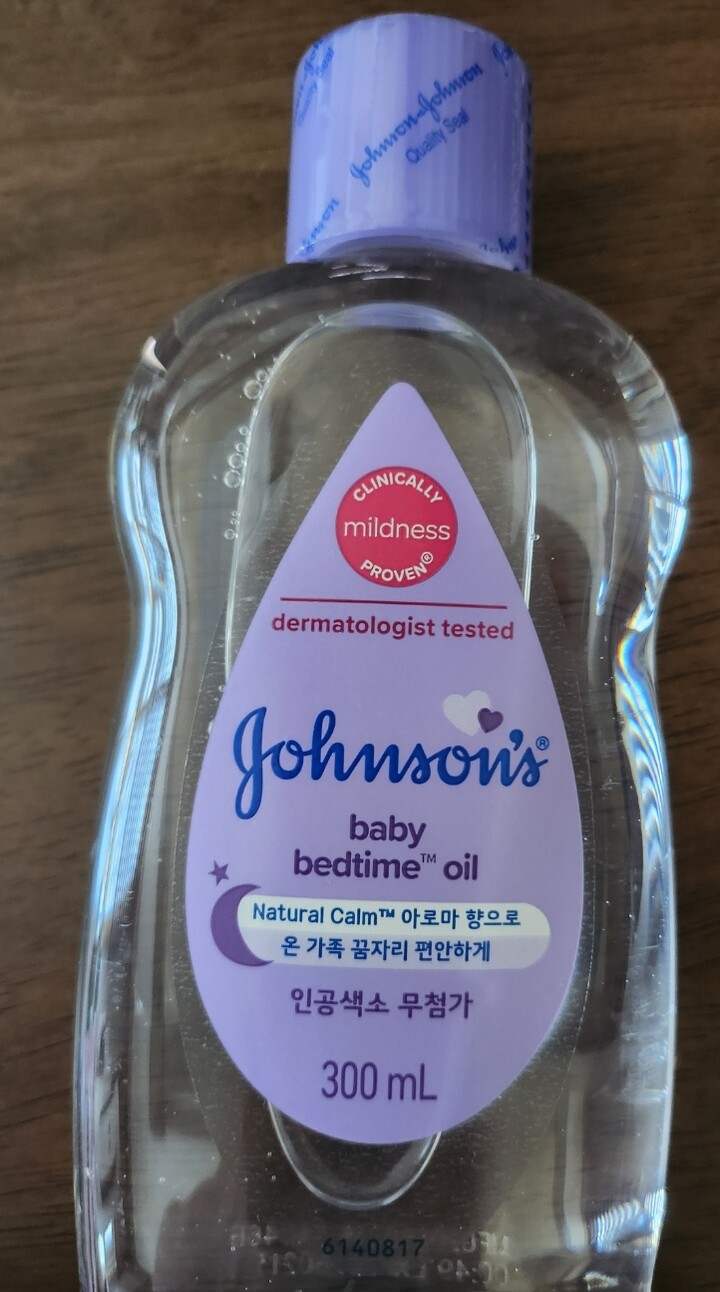 Johnson-Johnson
Quality Seal
CLINICALLY
mildness
PROVEN®
dermatologist tested
Johnson's®
baby
bedtime™ oil
Natural Calm™ 아로마 향으로
온 가족 꿈자리 편안하게
인공색소 무첨가
300 mL
6140817